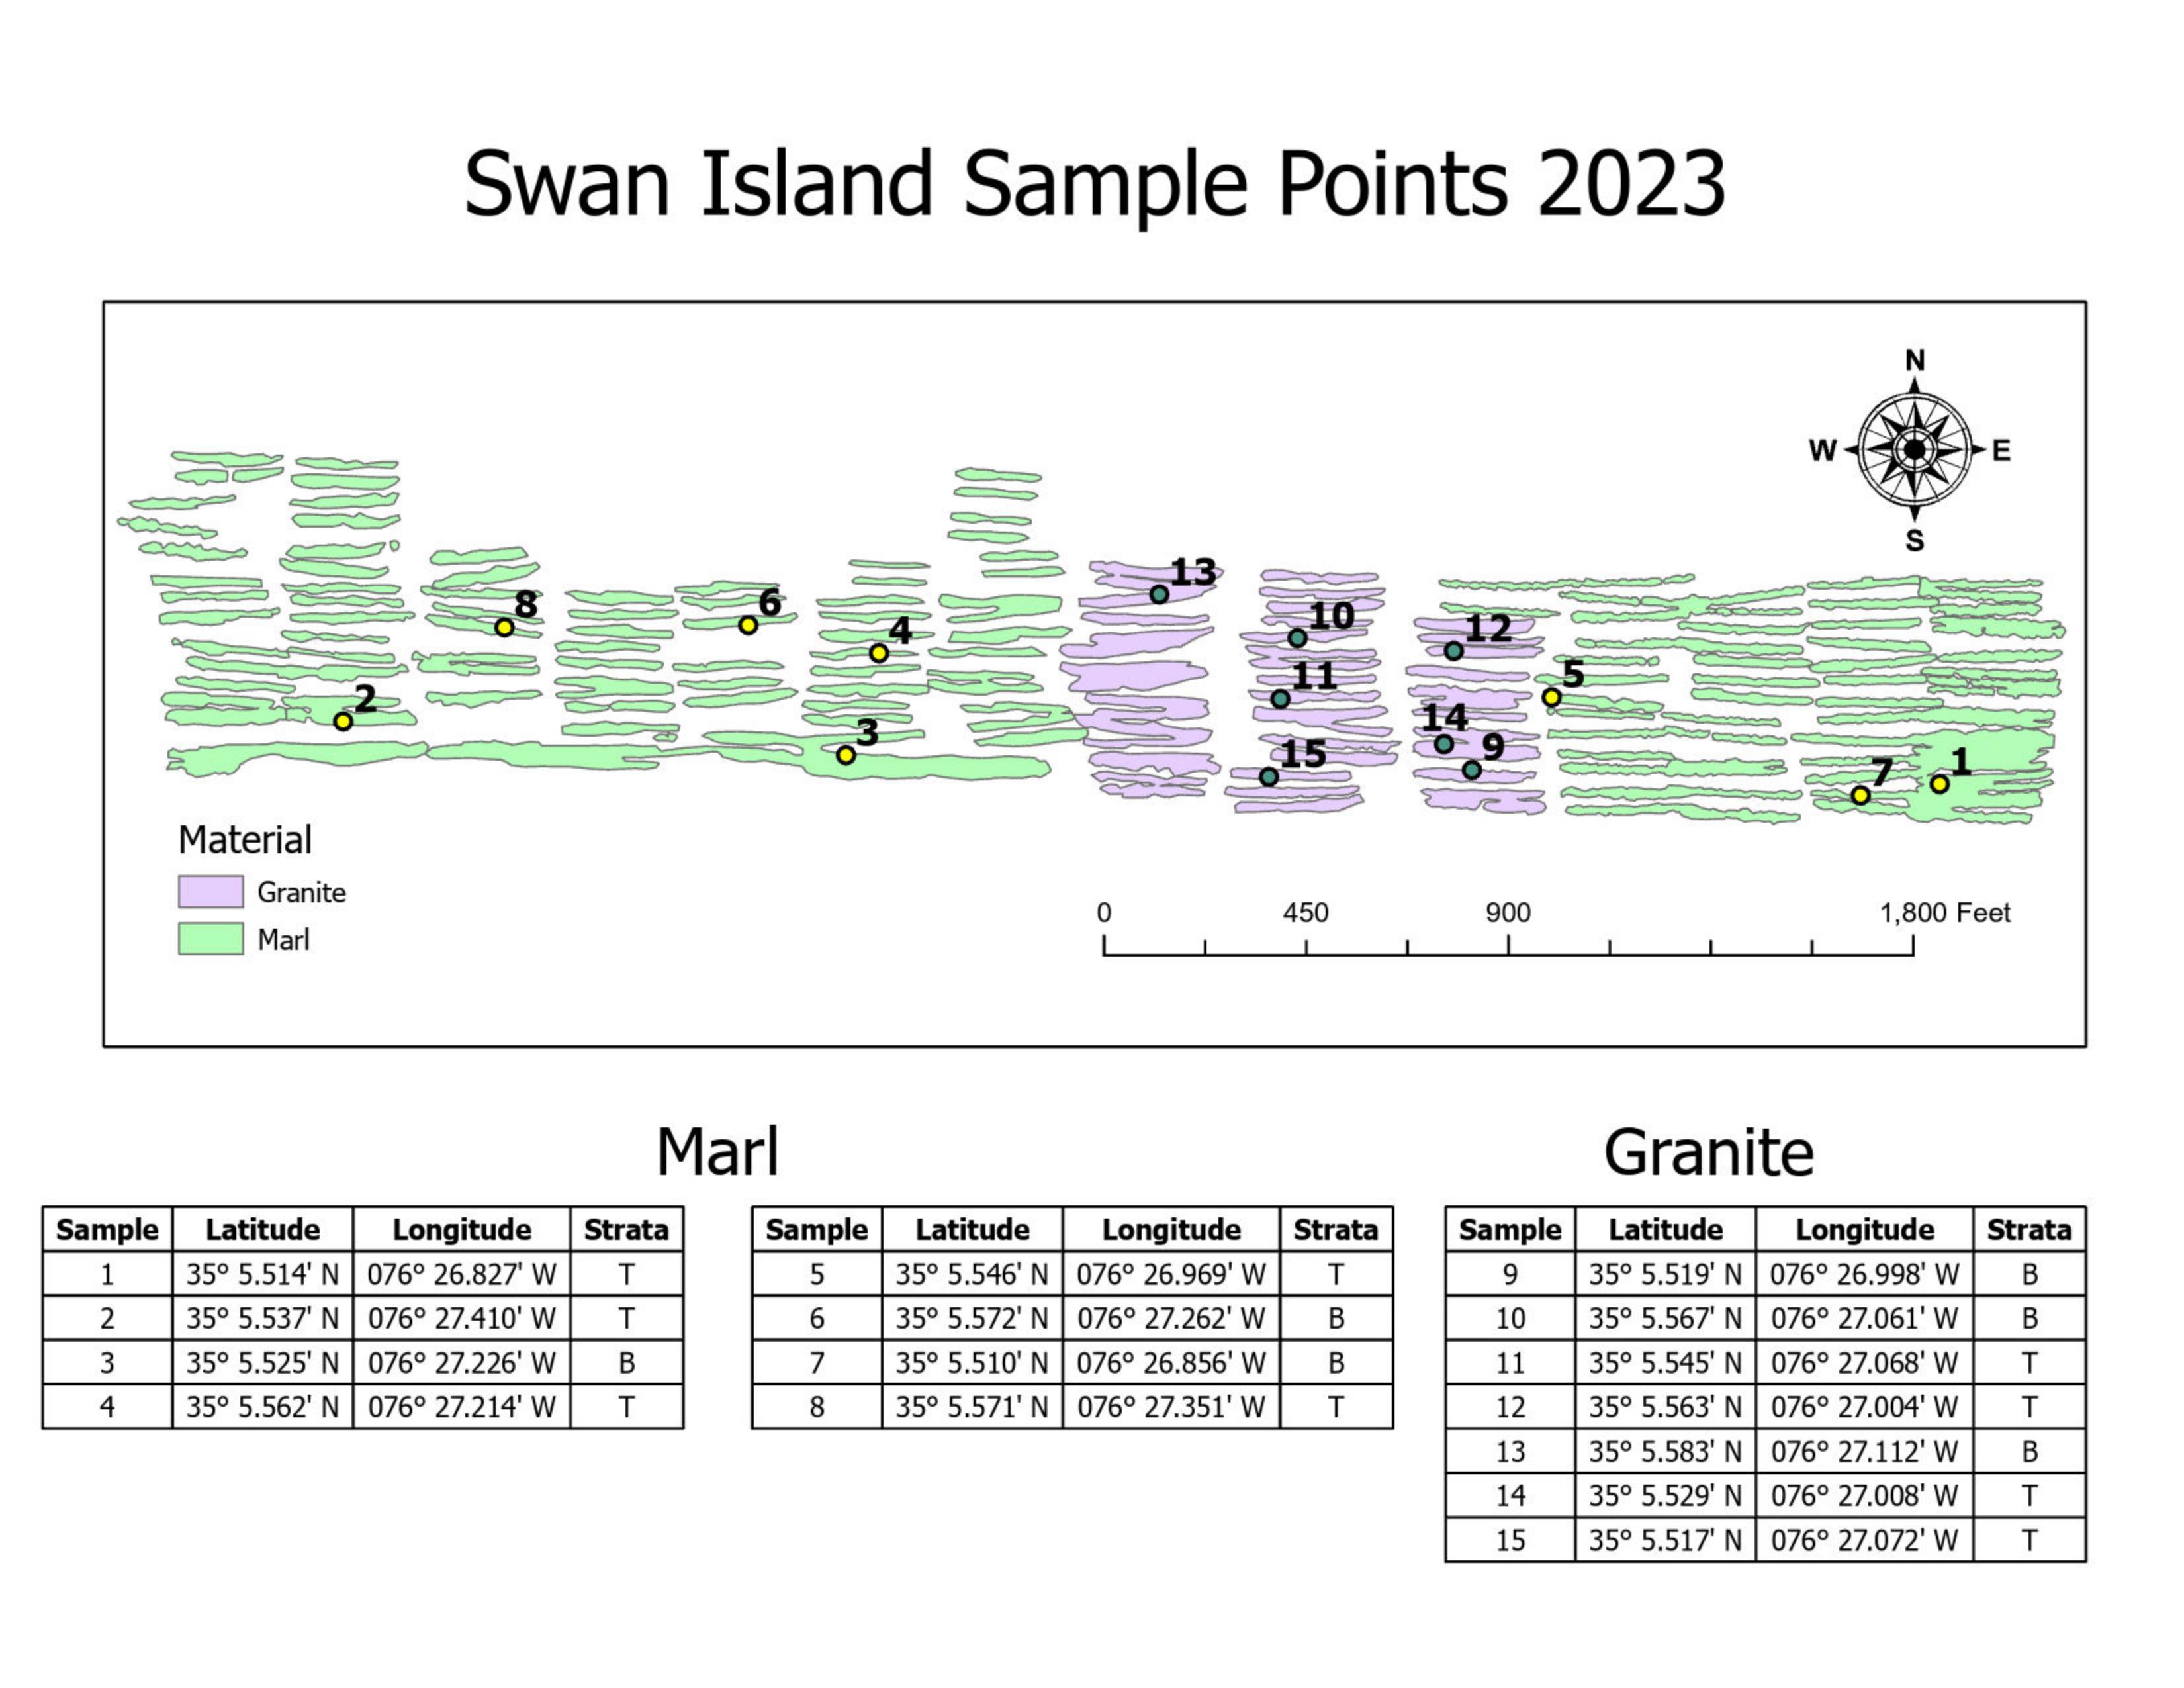 Swan Island Sample Points 2023
N
W E
S
13
8
6
10
4
12
11
5
2
14
3
9
15
1
7
Material
Granite
Marl
0 450 900 1,800 Feet
Marl
Sample Latitude Longitude Strata
1 35° 5.514' N 076° 26.827' W T
2 35° 5.537' N 076° 27.410' W T
3 35° 5.525' N 076° 27.226' W B
4 35° 5.562' N 076° 27.214' W T
Sample Latitude Longitude Strata
5 35° 5.546' N 076° 26.969' W T
6 35° 5.572' N 076° 27.262' W B
7 35° 5.510' N 076° 26.856' W B
8 35° 5.571' N 076° 27.351' W T
Granite
Sample Latitude Longitude Strata
9 35° 5.519' N 076° 26.998' W B
10 35° 5.567' N 076° 27.061' W B
11 35° 5.545' N 076° 27.068' W T
12 35° 5.563' N 076° 27.004' W T
13 35° 5.583' N 076° 27.112' W B
14 35° 5.529' N 076° 27.008' W T
15 35° 5.517' N 076° 27.072' W T